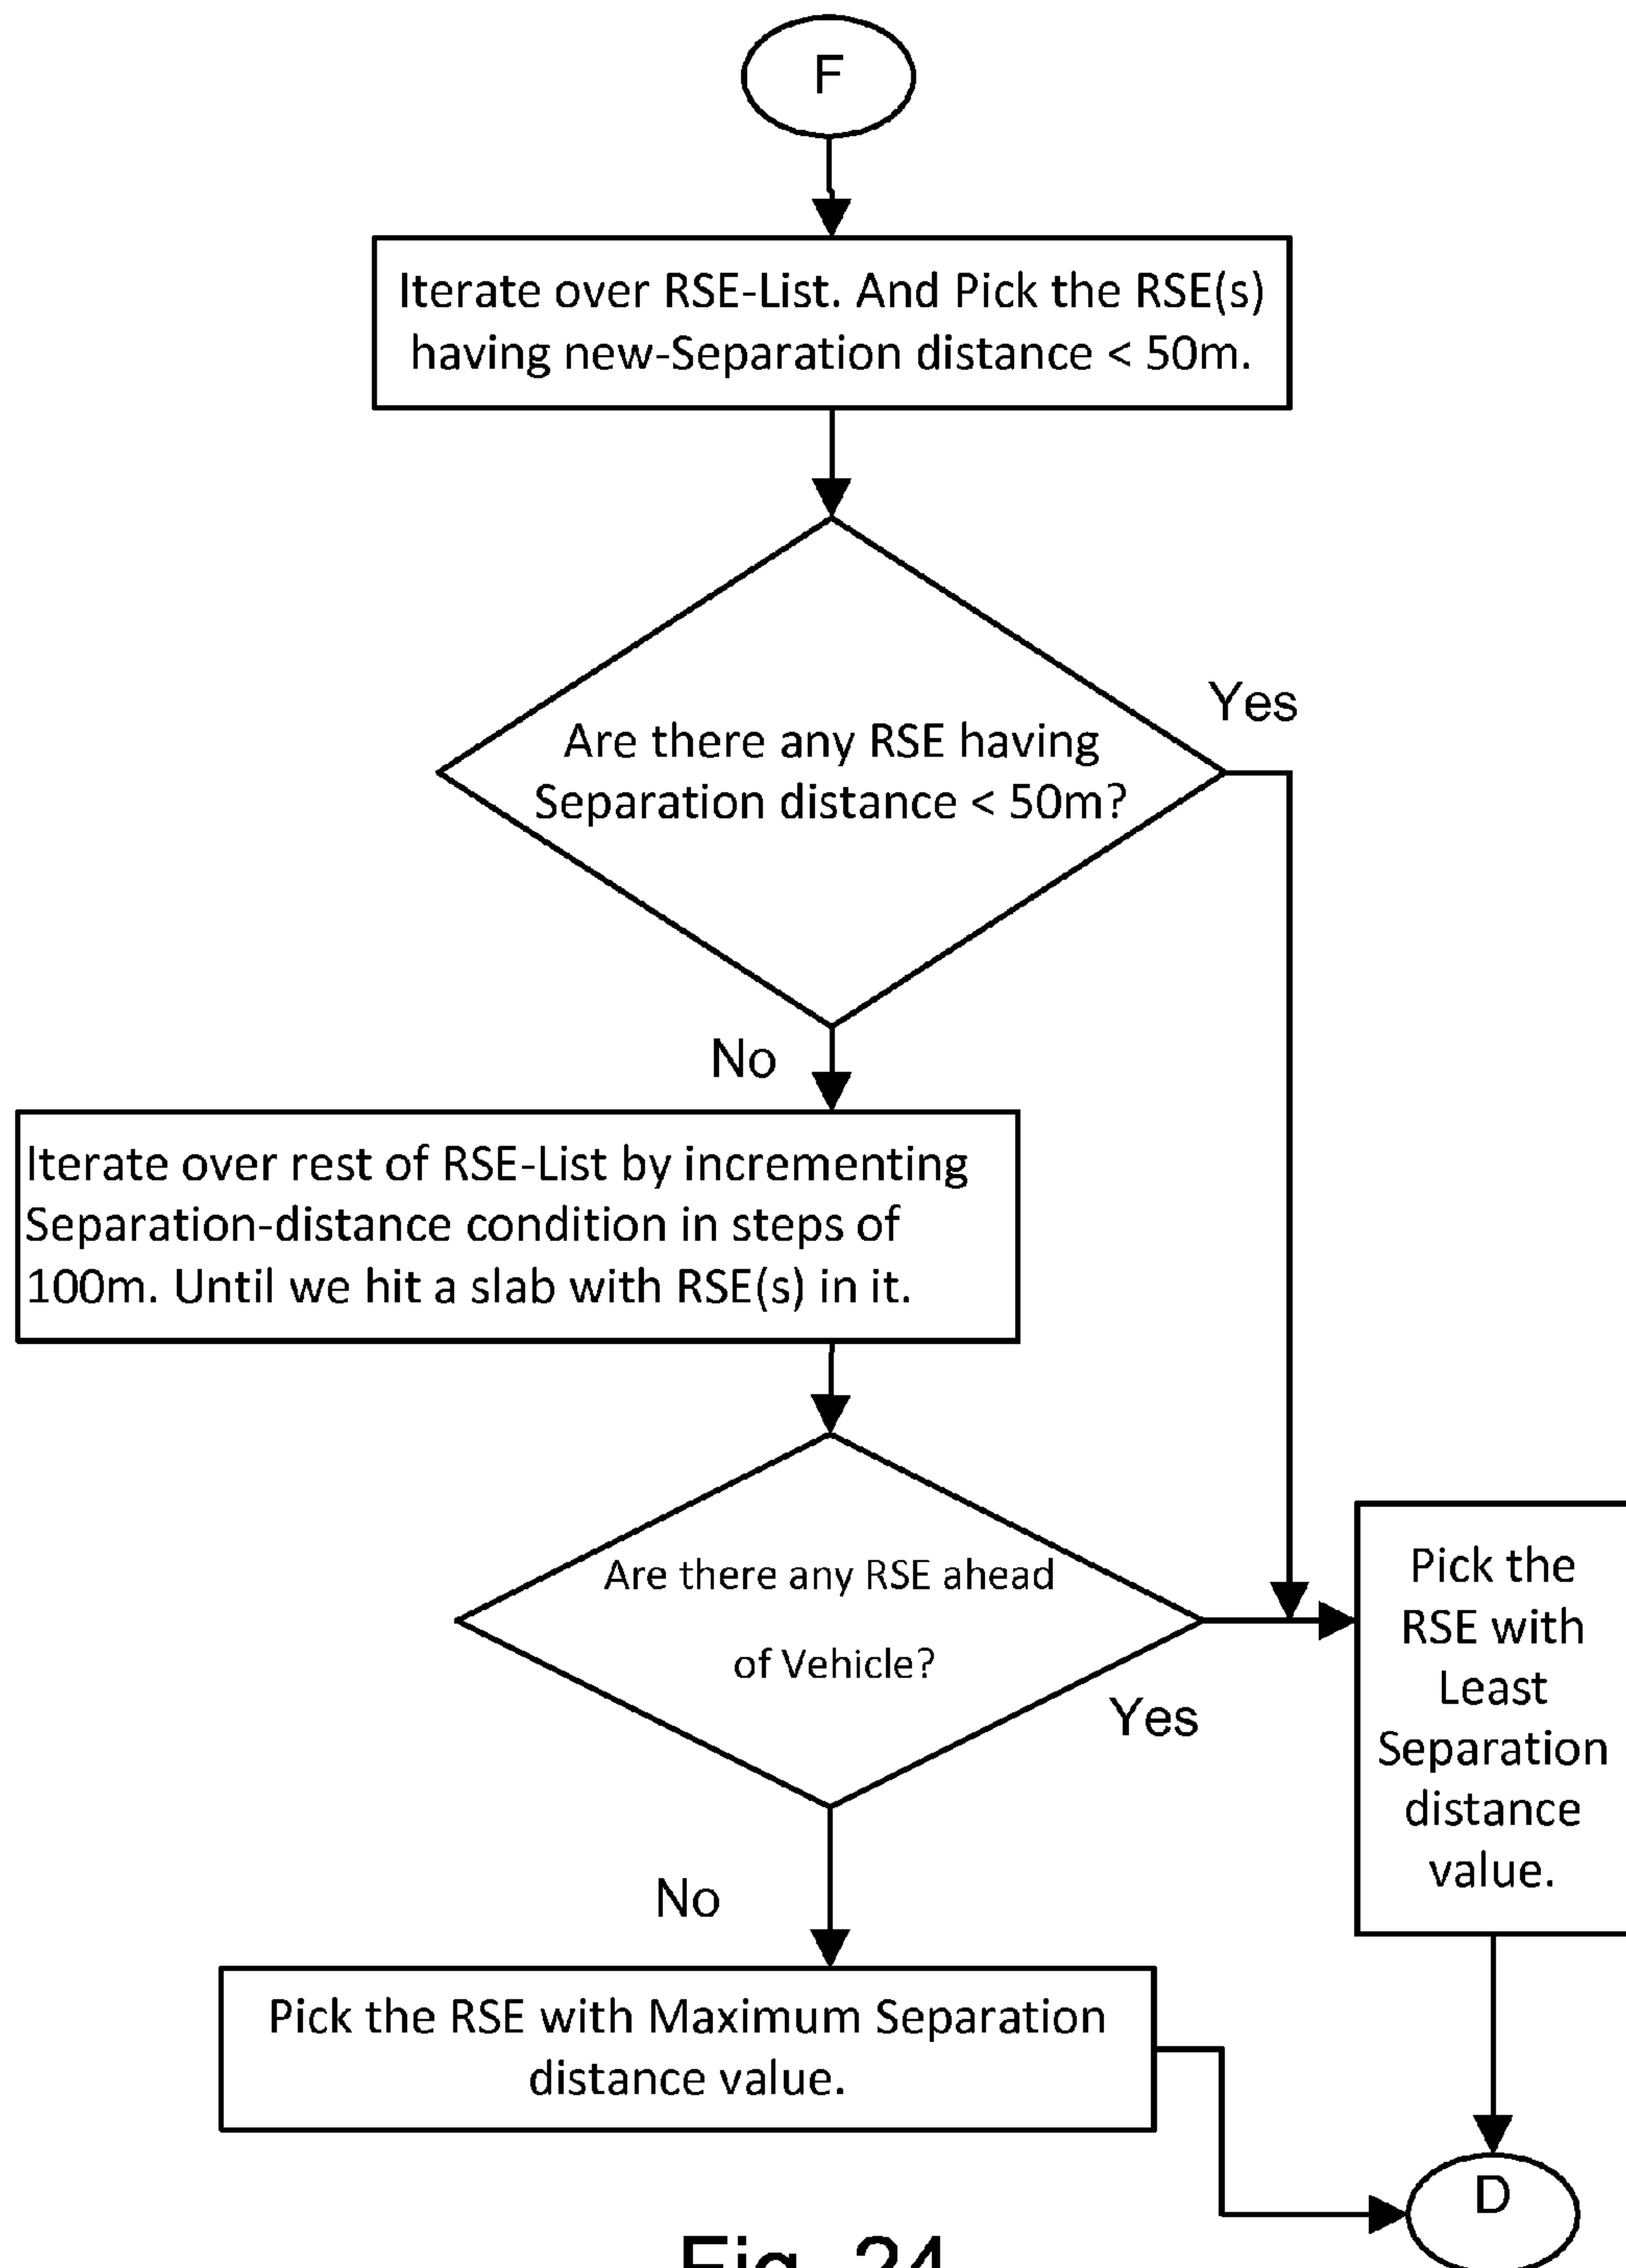 F
Iterate over RSE-List. And Pick the RSE(s)
having new-Separation distance < 50m.
Yes
Are there any RSE having
Separation distance < 50m?
No
Iterate over rest of RSE-List by incrementing
Separation-distance condition in steps of
100m. Until we hit a slab with RSE(s) in it.
Are there any RSE ahead
of Vehicle?
Yes
Pick the
RSE with
Least
Separation
distance
value.
No
Pick the RSE with Maximum Separation
distance value.
D
Fig. 24